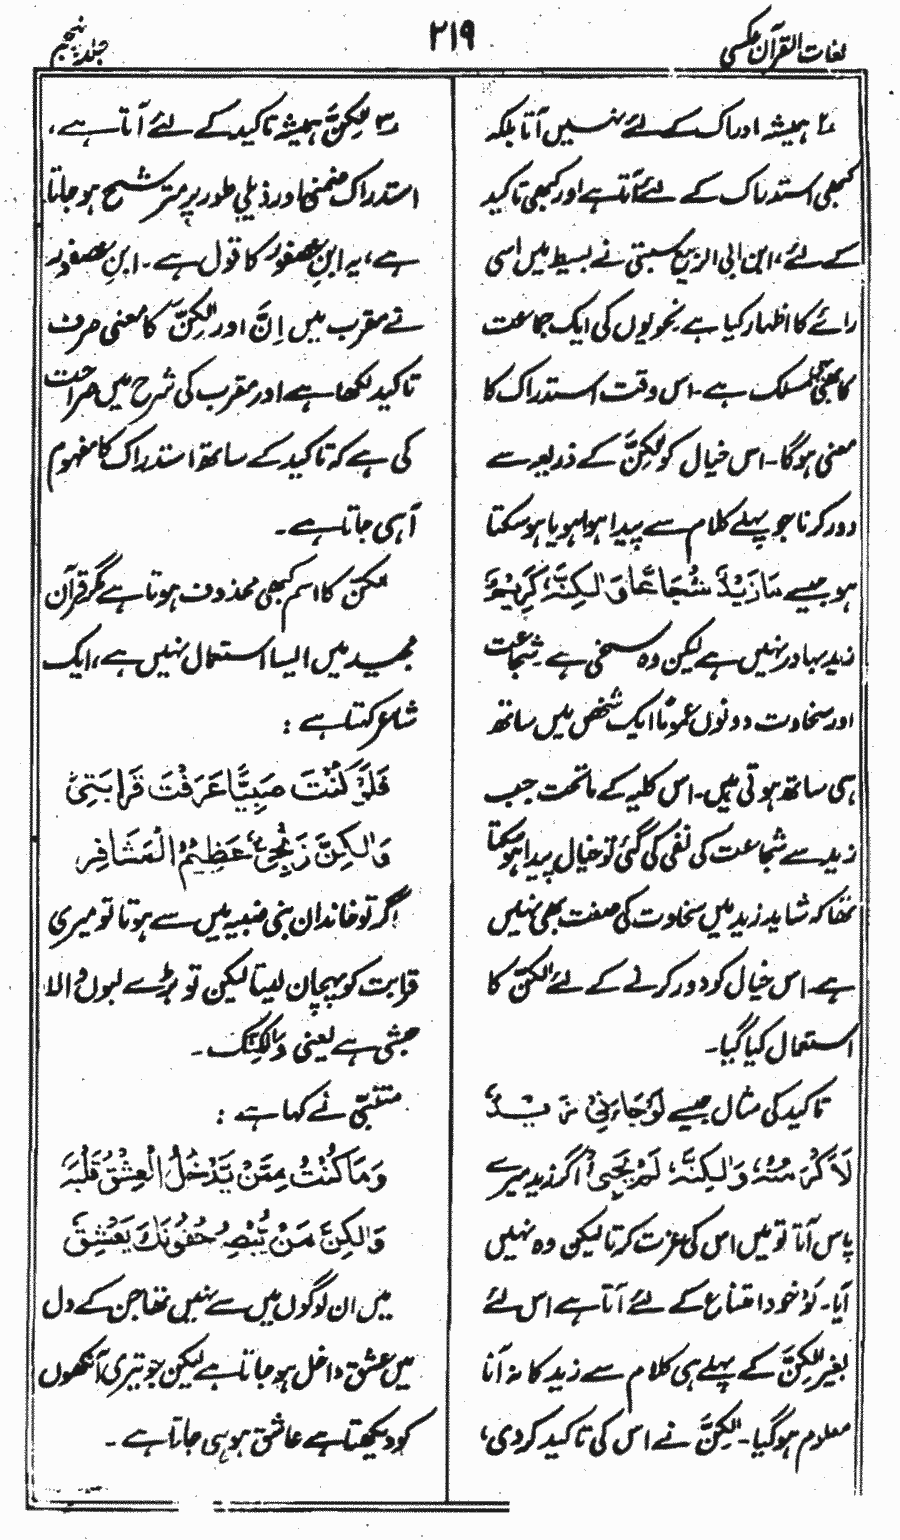 لغات القرآن عکسی
۲۱۹
جلد پنجم
۲؎ ہمیشہ ادراک کے لئے نہیں آتا بلکہ
کبھی استدراک کے لئے آتا ہے اور کبھی تاکید
کے لئے، ابن ابی الربیع سبتی نے بسیط میں اسی
رائے کا اظہار کیا ہے نحویوں کی ایک جماعت
کا بھی یہی مسلک ہے۔ اس وقت استدراک کا
معنی ہوگا۔ اس خیال کو لٰکِنَّ کے ذریعہ سے
دور کرنا جو پہلے کلام سے پیدا ہوا ہو یا ہوسکتا
ہو جیسے مَا زَیْدٌ شُجَاعًا وَلٰکِنَّہٗ کَرِیْمٌ
زید بہادر نہیں ہے لیکن وہ سخی ہے شجاعت
اور سخاوت دونوں عمومًا ایک شخص میں ساتھ
ہی ساتھ ہوتی ہیں۔ اس کلیہ کے ماتحت جب
زید سے شجاعت کی نفی کی گئی تو خیال پیدا ہوسکتا
تھا کہ شاید زید میں سخاوت کی صفت بھی نہیں
ہے۔ اس خیال کو دور کرنے کے لئے لٰکِنَّ کا
استعمال کیا گیا۔
تاکید کی مثال جیسے لَوْ جَاءَنِیْ زَیْدٌ
لَاَکْرَمْتُہٗ وَلٰکِنَّہٗ لَمْ یَجِیْٔ اگر زید میرے
پاس آتا تو میں اس کی عزت کرتا لیکن وہ نہیں
آیا۔ لَوْ خود امتناع کے لئے آتا ہے اس لئے
بغیر لٰکِنَّ کے پہلے ہی کلام سے زید کا نہ آنا
معلوم ہوگیا۔ لٰکِنَّ نے اس کی تاکید کردی،
۳؎ لٰکِنَّ ہمیشہ تاکید کے لئے آتا ہے،
استدراک ضمنی اور ذیلی طور پر مترشح ہوجاتا
ہے، یہ ابنِ عصفور کا قول ہے۔ ابنِ عصفور
نے مقرب میں اِنَّ اور لٰکِنَّ کا معنی صرف
تاکید لکھا ہے اور مقرب کی شرح میں صراحت
کی ہے کہ تاکید کے ساتھ استدراک کا مفہوم
آہی جاتا ہے۔
لٰکنّ کا اسم کبھی محذوف ہوتا ہے مگر قرآن
مجید میں ایسا استعمال نہیں ہے، ایک
شاعر کہتا ہے :
فَلَوْ کُنْتَ ضَبِیًّا عَرَفْتَ قَرَابَتِیْ
وَلٰکِنَّ زَنْجِیٌّ عَظِیْمُ الْمَشَافِرِ
اگر تو خاندان بنی ضبیہ میں سے ہوتا تو میری
قرابت کو پہچان لیتا لیکن تو بڑے لبوں والا
حبشی ہے یعنی وَلٰکِنَّکَ۔
متنبّی نے کہا ہے :
وَمَا کُنْتُ مِمَّنْ یَّدْخُلُ الْعِشْقُ قَلْبَہٗ
وَلٰکِنَّ مَنْ یُّبْصِرْ جُفُوْنَکَ یَعْشَقِ
میں ان لوگوں میں سے نہیں تھا جن کے دل
میں عشق داخل ہوجاتا ہے لیکن جو تیری آنکھوں
کو دیکھتا ہے عاشق ہوہی جاتا ہے۔